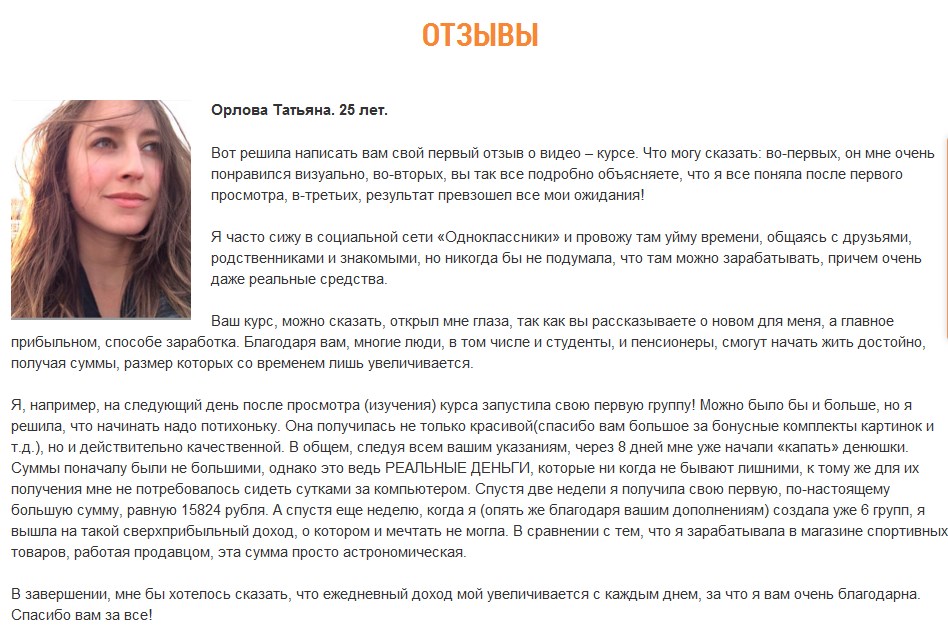 ОТЗЫВЫ
Орлова Татьяна. 25 лет.
Вот решила написать вам свой первый отзыв о видео – курсе. Что могу сказать: во-первых, он мне очень
понравился визуально, во-вторых, вы так все подробно объясняете, что я все поняла после первого
просмотра, в-третьих, результат превзошел все мои ожидания!
Я часто сижу в социальной сети «Одноклассники» и провожу там уйму времени, общаясь с друзьями,
родственниками и знакомыми, но никогда бы не подумала, что там можно зарабатывать, причем очень
даже реальные средства.
Ваш курс, можно сказать, открыл мне глаза, так как вы рассказываете о новом для меня, а главное
прибыльном, способе заработка. Благодаря вам, многие люди, в том числе и студенты, и пенсионеры, смогут начать жить достойно,
получая суммы, размер которых со временем лишь увеличивается.
Я, например, на следующий день после просмотра (изучения) курса запустила свою первую группу! Можно было бы и больше, но я
решила, что начинать надо потихоньку. Она получилась не только красивой(спасибо вам большое за бонусные комплекты картинок и
т.д.), но и действительно качественной. В общем, следуя всем вашим указаниям, через 8 дней мне уже начали «капать» денюшки.
Суммы поначалу были не большими, однако это ведь РЕАЛЬНЫЕ ДЕНЬГИ, которые ни когда не бывают лишними, к тому же для их
получения мне не потребовалось сидеть сутками за компьютером. Спустя две недели я получила свою первую, по-настоящему
большую сумму, равную 15824 рубля. А спустя еще неделю, когда я (опять же благодаря вашим дополнениям) создала уже 6 групп, я
вышла на такой сверхприбыльный доход, о котором и мечтать не могла. В сравнении с тем, что я зарабатывала в магазине спортивных
товаров, работая продавцом, эта сумма просто астрономическая.
В завершении, мне бы хотелось сказать, что ежедневный доход мой увеличивается с каждым днем, за что я вам очень благодарна.
Спасибо вам за все!